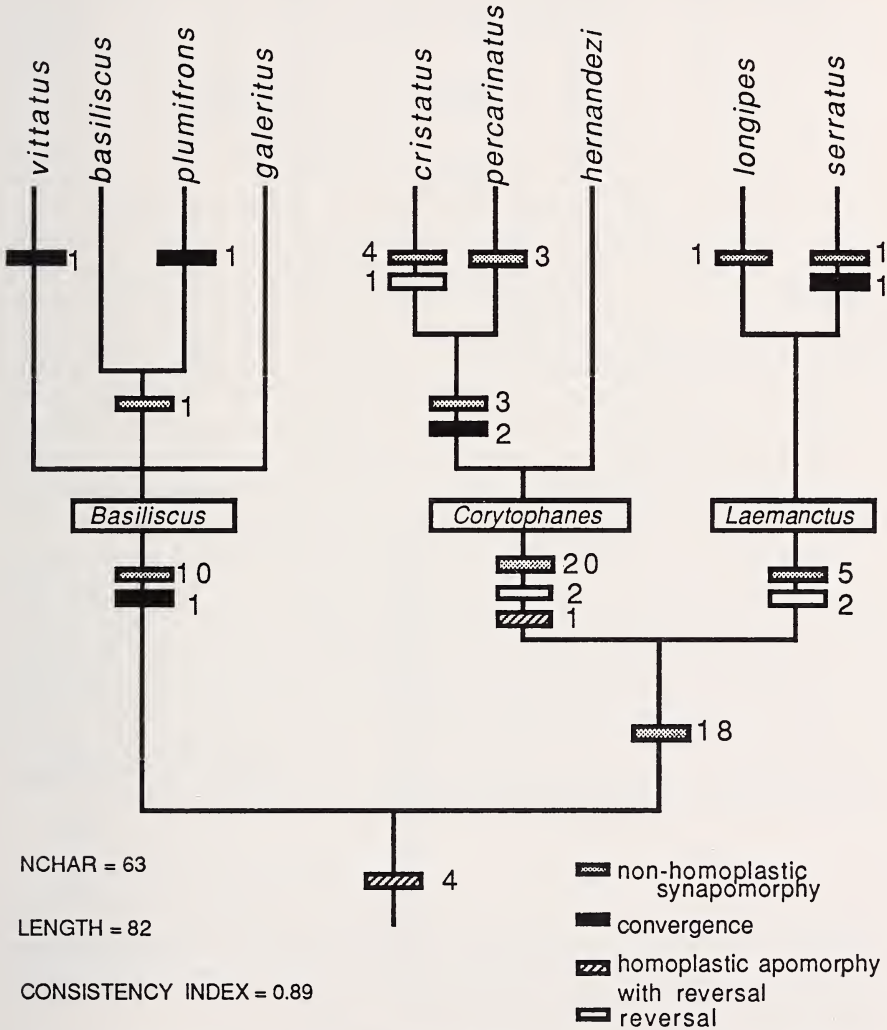 vittatus
basiliscus
plumifrons
galeritus
cristatus
percarinatus
hernandezi
longipes
serratus
1
1
4
1
3
1
1
1
1
3
2
Basiliscus
Corytophanes
Laemanctus
10
1
20
2
1
5
2
18
4
NCHAR = 63
LENGTH = 82
CONSISTENCY INDEX = 0.89
non-homoplastic
synapomorphy
convergence
homoplastic apomorphy
with reversal
reversal